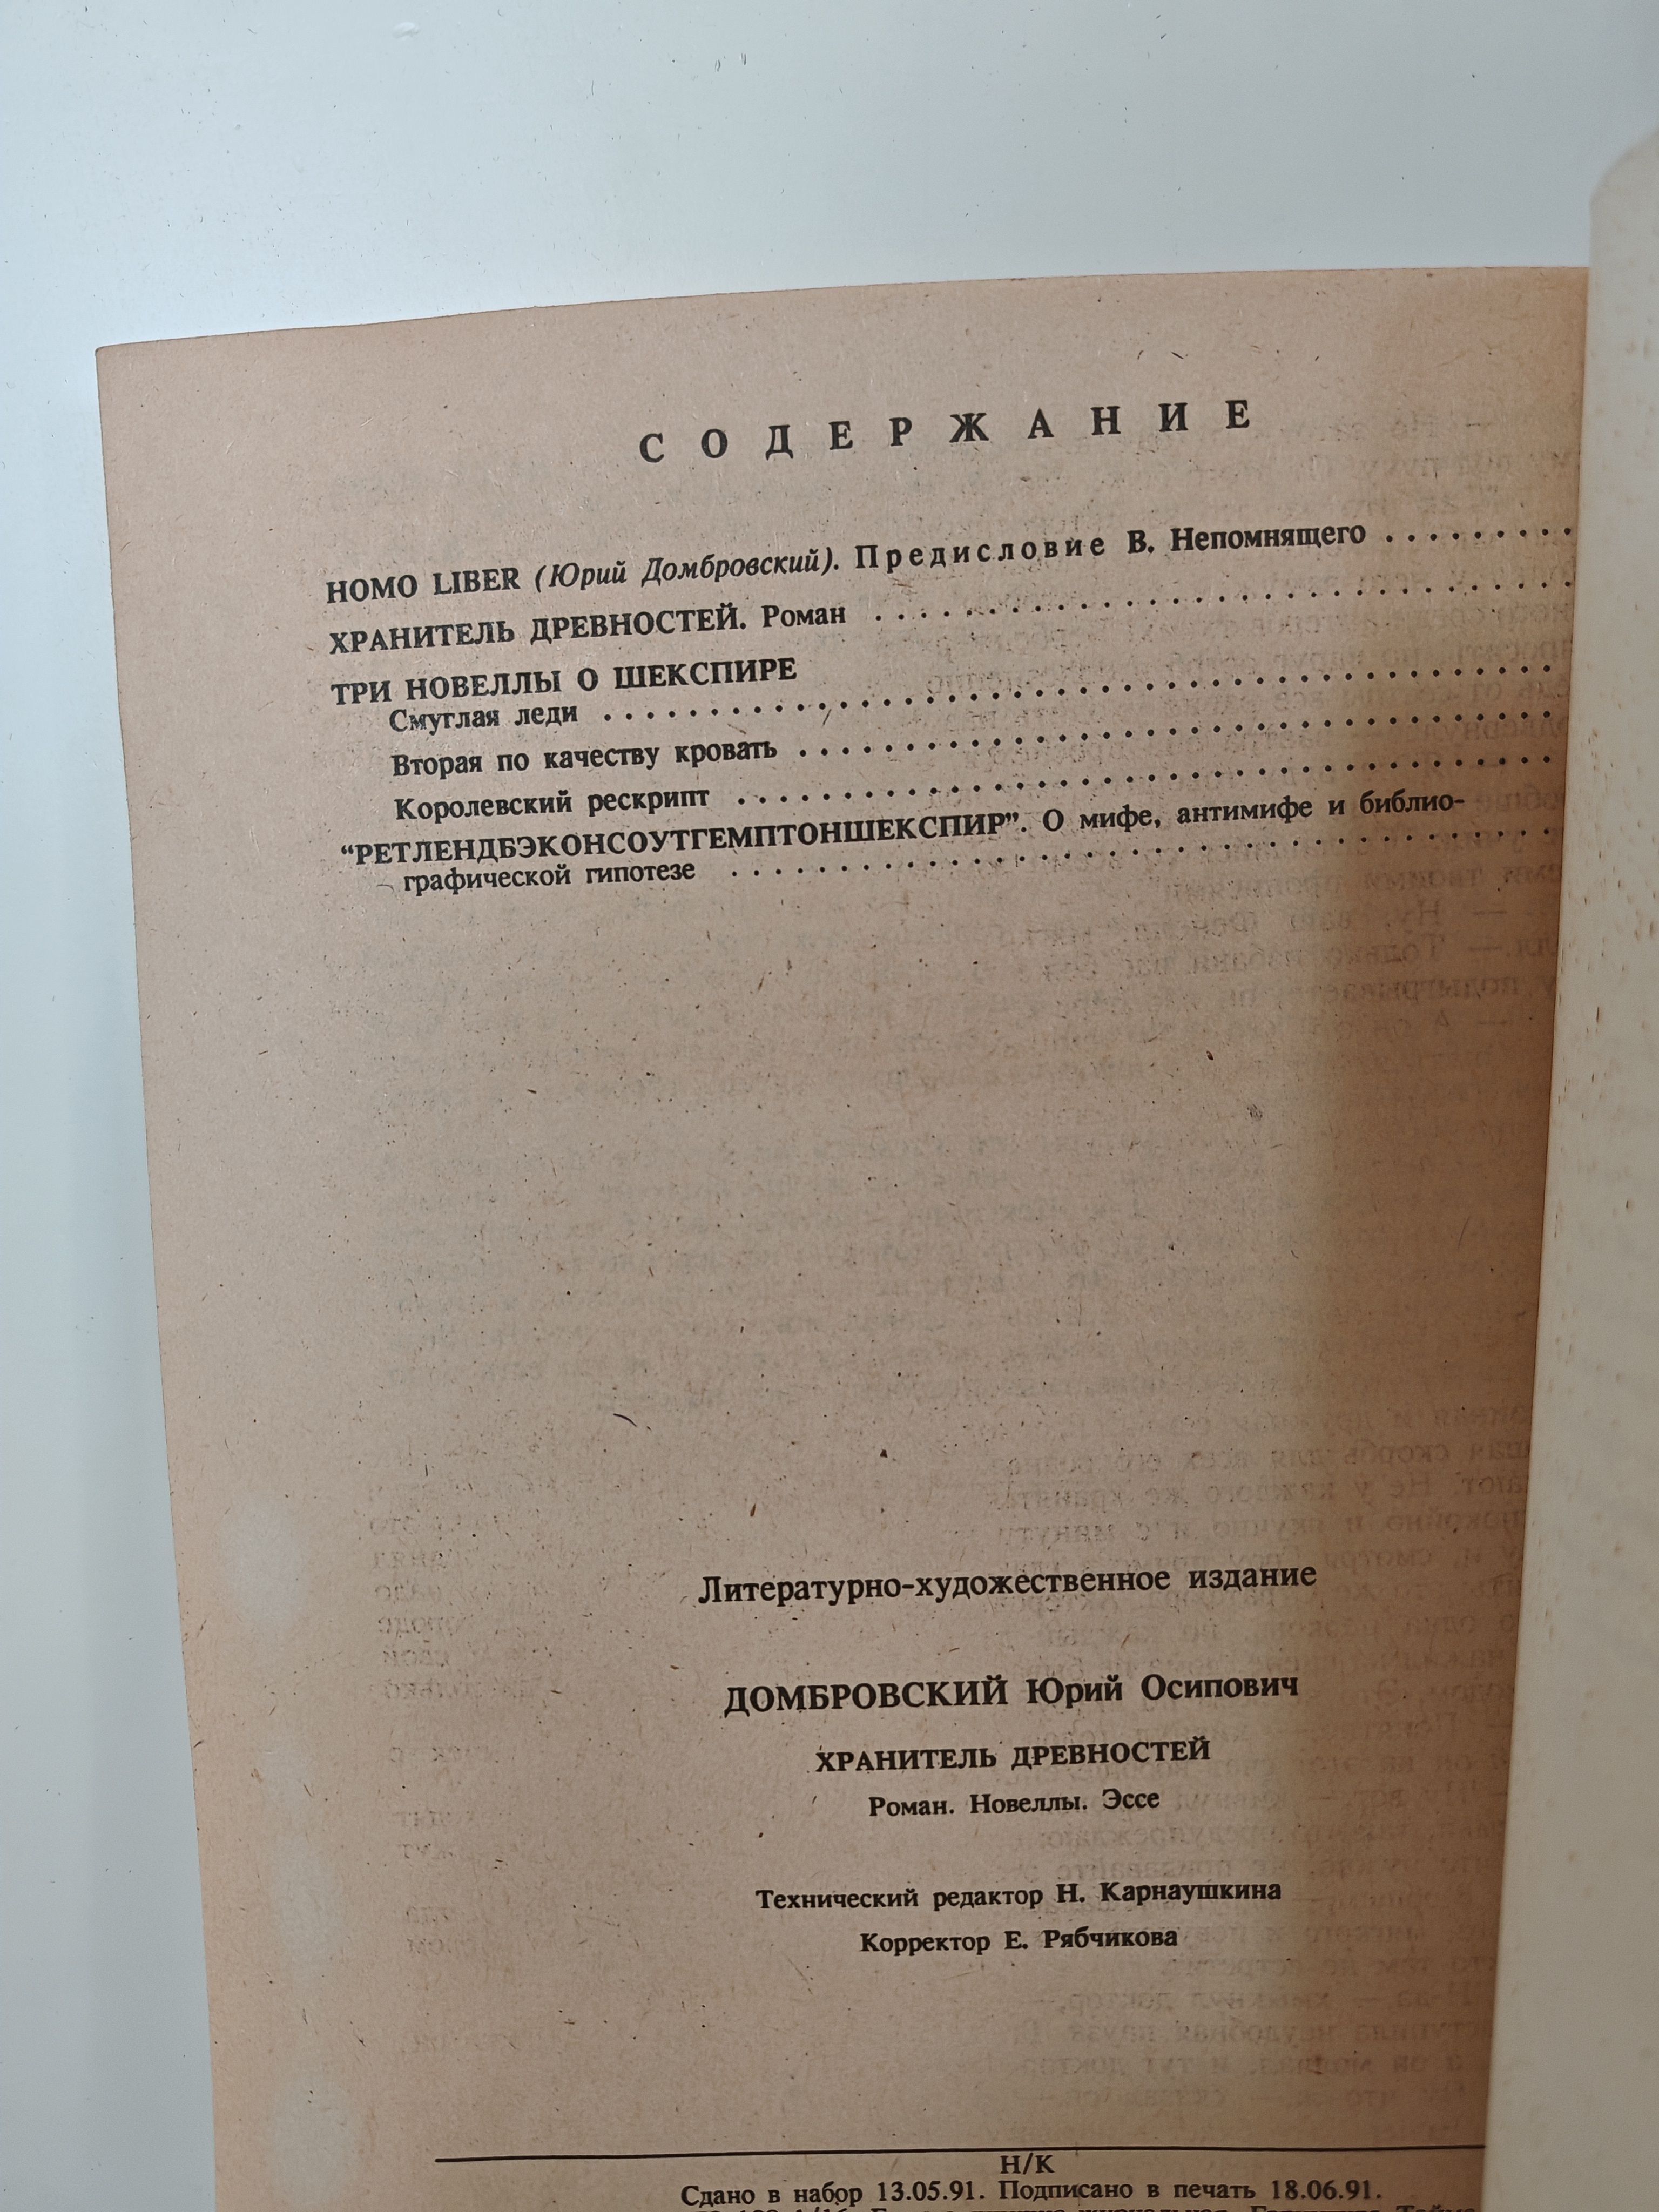 СОДЕРЖАНИЕ
HOMO LIBER (Юрий Домбровский). Предисловие В. Непомнящего . . . . . . . . .
ХРАНИТЕЛЬ ДРЕВНОСТЕЙ. Роман . . . . . . . . . . . . . . . . . . . . . . . .
ТРИ НОВЕЛЛЫ О ШЕКСПИРЕ
Смуглая леди . . . . . . . . . . . . . . . . . . . . . . . . . . . . . . . . . . . .
Вторая по качеству кровать . . . . . . . . . . . . . . . . . . . . . . . . . . . . .
Королевский рескрипт . . . . . . . . . . . . . . . . . . . . . . . . . . . . . . .
“РЕТЛЕНДБЭКОНСОУТГЕМПТОНШЕКСПИР”. О мифе, антимифе и библио-
графической гипотезе . . . . . . . . . . . . . . . . . . . . . . . . . . . . . . .
Литературно-художественное издание
ДОМБРОВСКИЙ Юрий Осипович
ХРАНИТЕЛЬ ДРЕВНОСТЕЙ
Роман. Новеллы. Эссе
Технический редактор Н. Карнаушкина
Корректор Е. Рябчикова
Н/К
Сдано в набор 13.05.91. Подписано в печать 18.06.91.